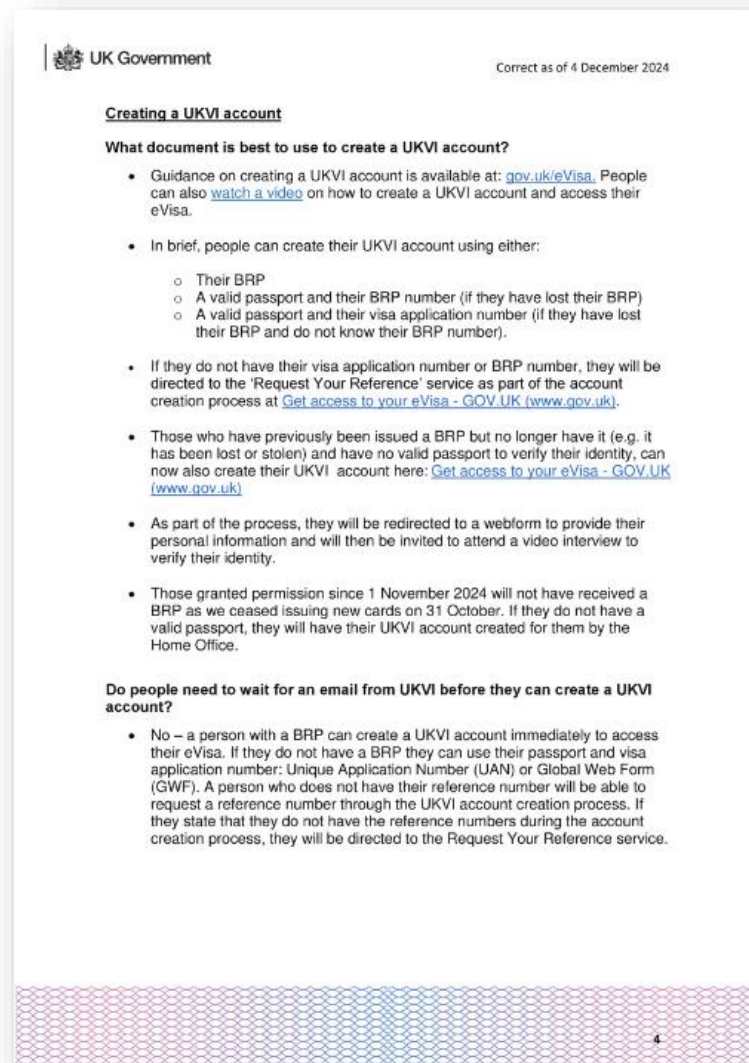 UK Government
Correct as of 4 December 2024
Creating a UKVI account
What document is best to use to create a UKVI account?
• Guidance on creating a UKVI account is available at: gov.uk/eVisa. People
can also watch a video on how to create a UKVI account and access their
eVisa.
• In brief, people can create their UKVI account using either:
o Their BRP
o A valid passport and their BRP number (if they have lost their BRP)
o A valid passport and their visa application number (if they have lost
their BRP and do not know their BRP number).
• If they do not have their visa application number or BRP number, they will be
directed to the 'Request Your Reference' service as part of the account
creation process at Get access to your eVisa - GOV.UK (www.gov.uk).
• Those who have previously been issued a BRP but no longer have it (e.g. it
has been lost or stolen) and have no valid passport to verify their identity, can
now also create their UKVI account here: Get access to your eVisa - GOV.UK
(www.gov.uk)
• As part of the process, they will be redirected to a webform to provide their
personal information and will then be invited to attend a video interview to
verify their identity.
• Those granted permission since 1 November 2024 will not have received a
BRP as we ceased issuing new cards on 31 October. If they do not have a
valid passport, they will have their UKVI account created for them by the
Home Office.
Do people need to wait for an email from UKVI before they can create a UKVI
account?
• No – a person with a BRP can create a UKVI account immediately to access
their eVisa. If they do not have a BRP they can use their passport and visa
application number: Unique Application Number (UAN) or Global Web Form
(GWF). A person who does not have their reference number will be able to
request a reference number through the UKVI account creation process. If
they state that they do not have the reference numbers during the account
creation process, they will be directed to the Request Your Reference service.
4